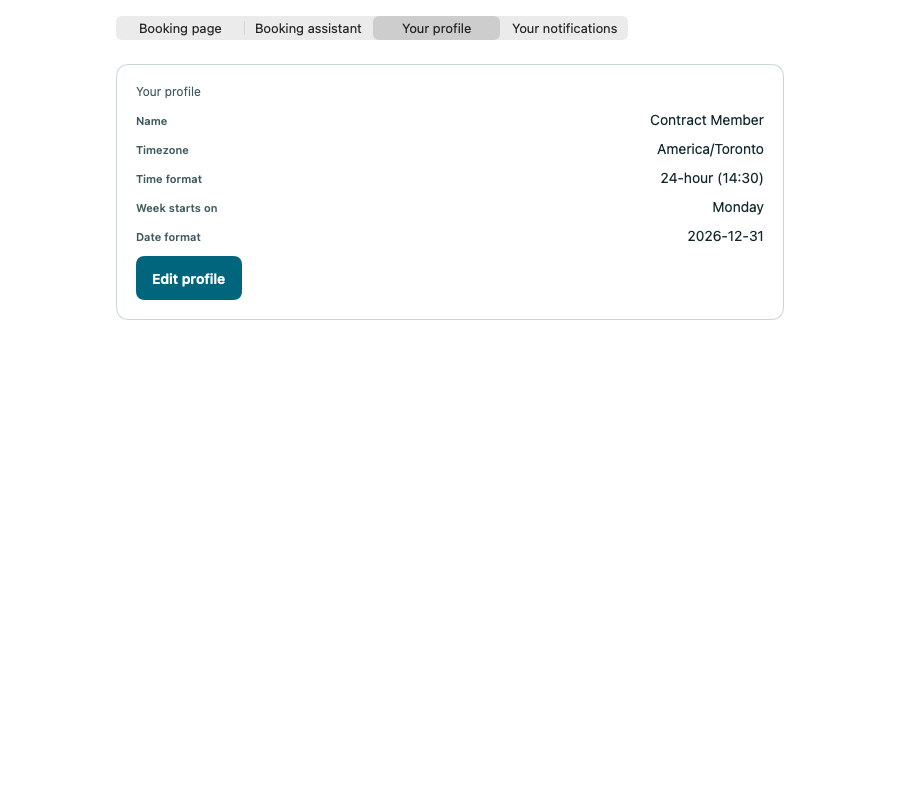 Booking page Booking assistant Your profile Your notifications
Your profile
Name Contract Member
Timezone America/Toronto
Time format 24-hour (14:30)
Week starts on Monday
Date format 2026-12-31
Edit profile